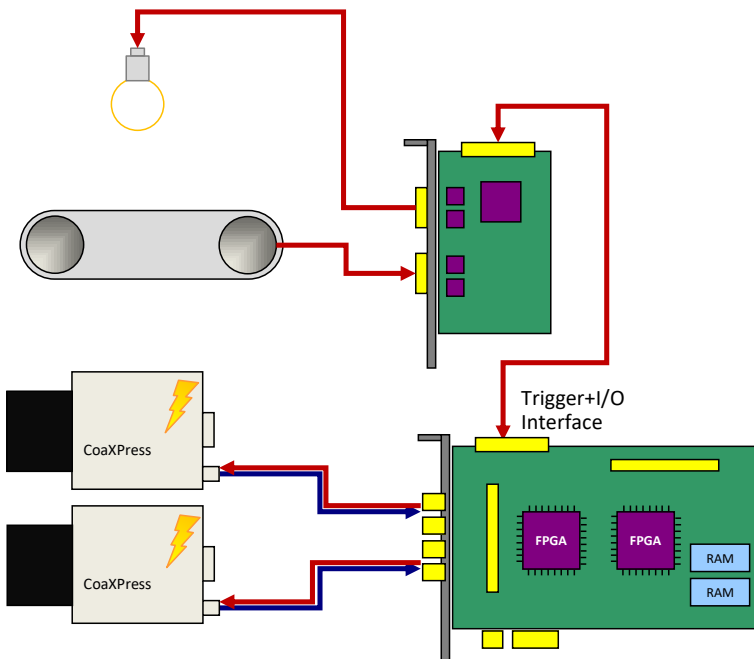 Trigger+I/O
Interface
CoaXPress
FPGA
FPGA
RAM
CoaXPress
RAM